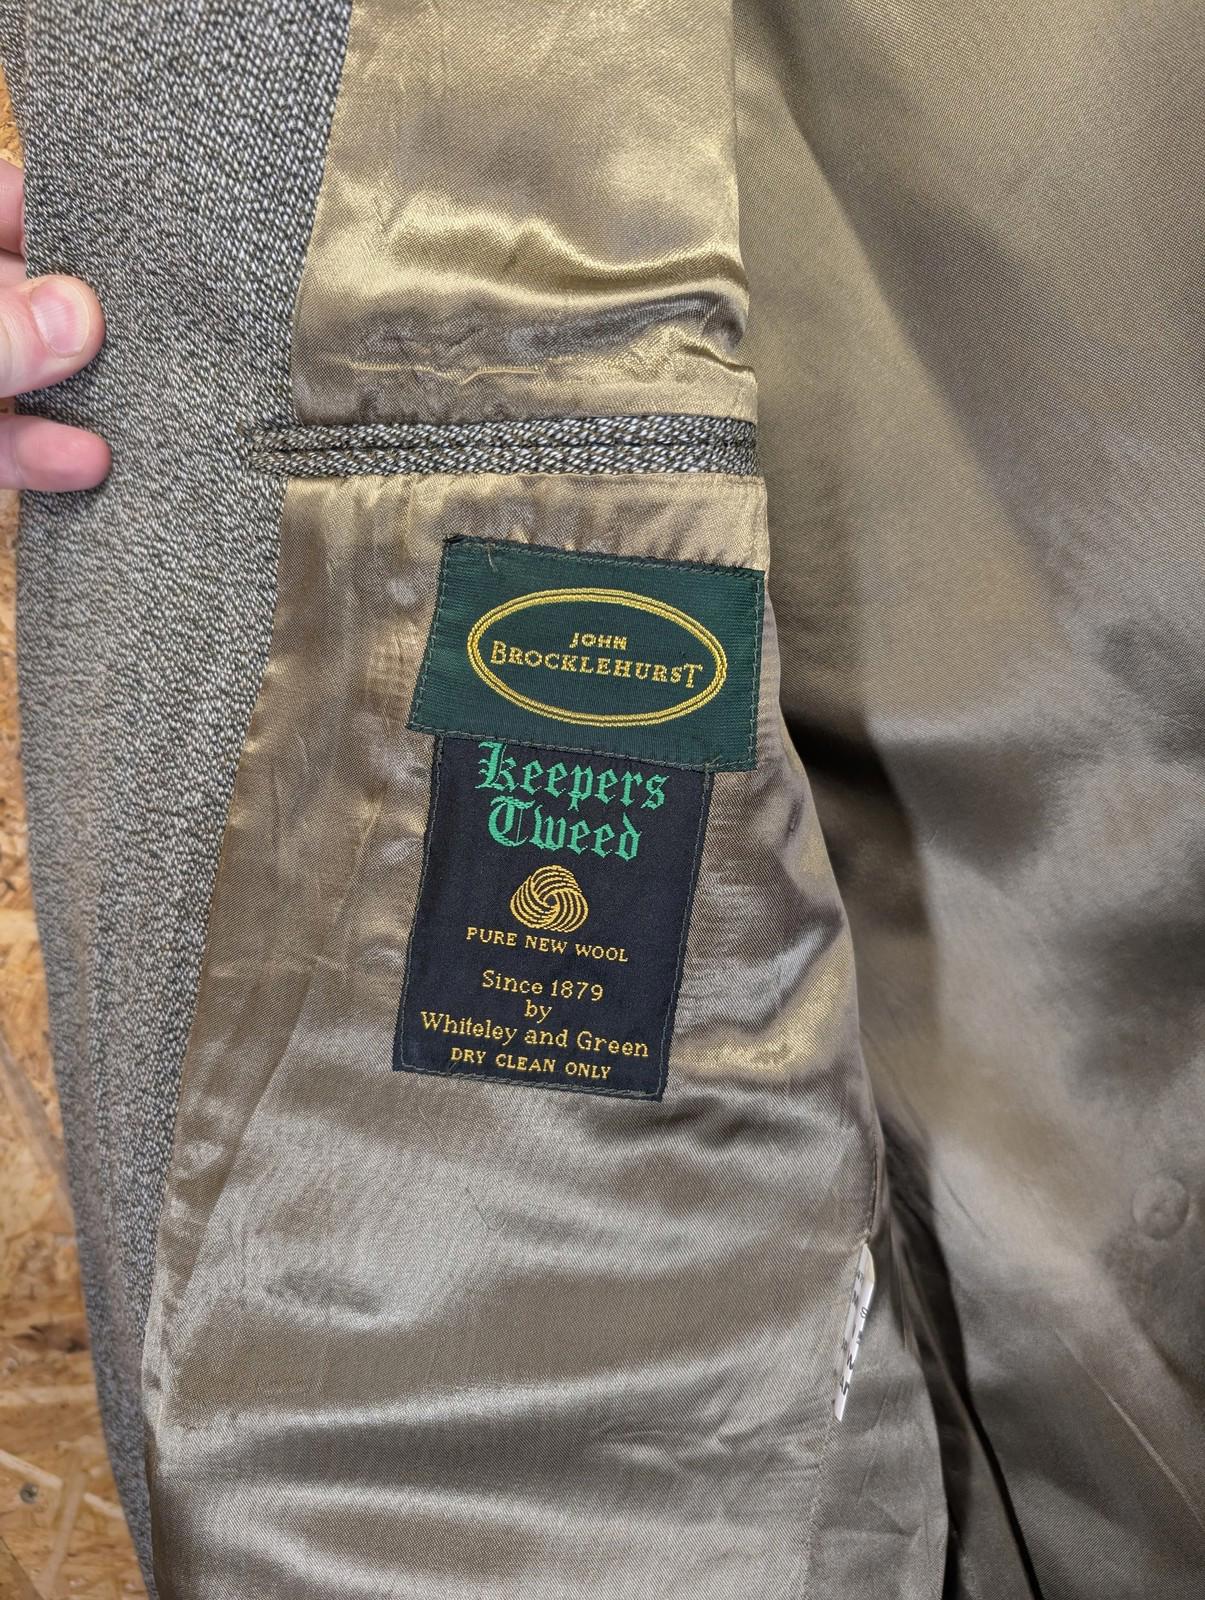 JOHN
BROCKLEHURST
Keepers
Tweed
PURE NEW WOOL
Since 1879
by
Whiteley and Green
DRY CLEAN ONLY